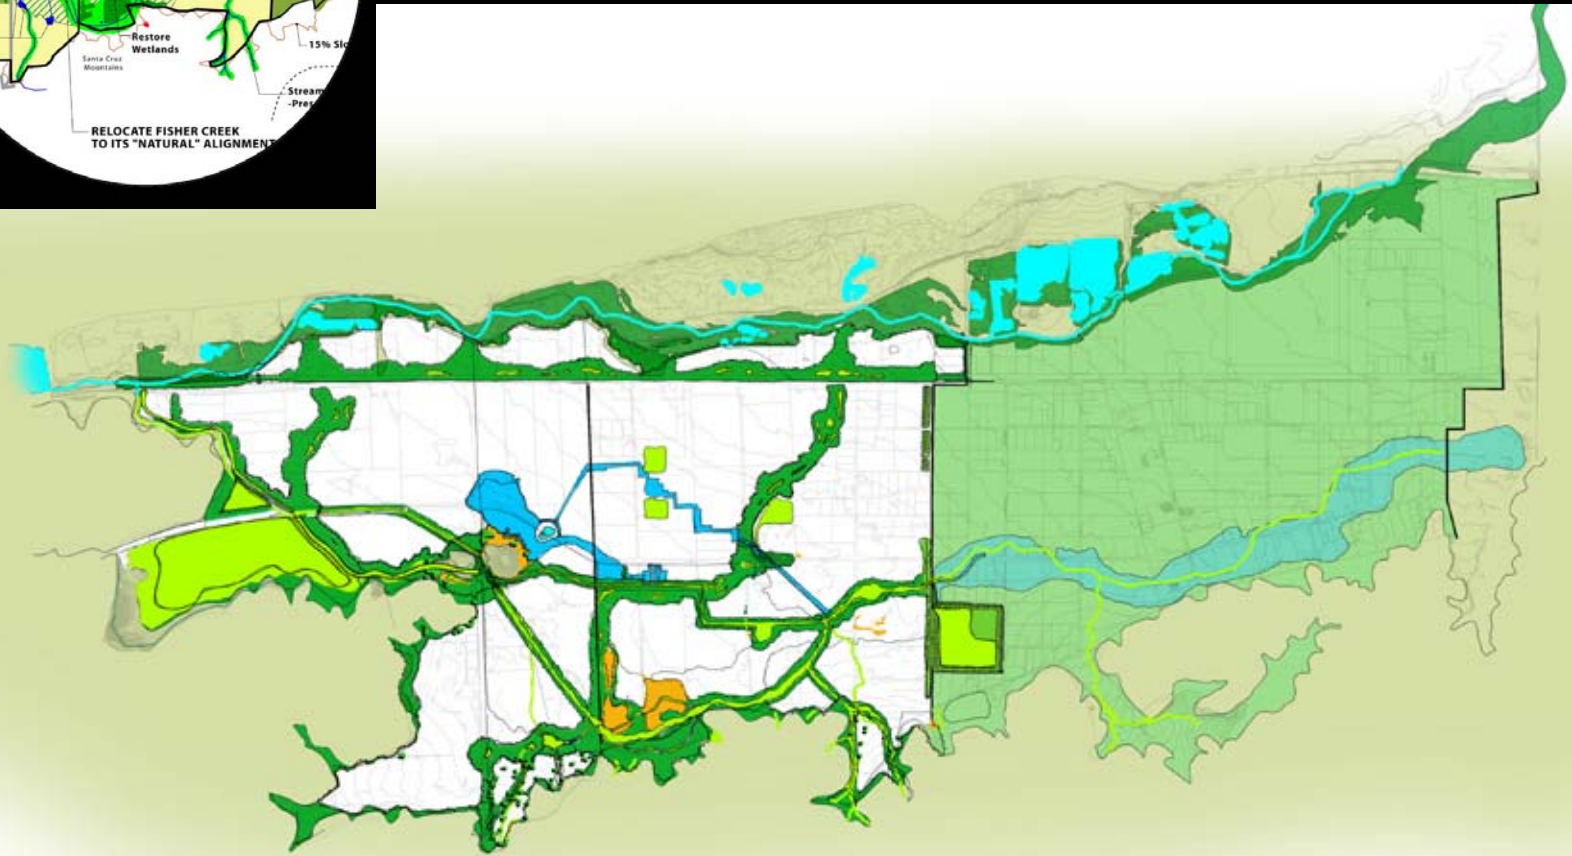 Restore
Wetlands
15% Slo
Santa Cruz
Mountains
Stream
-Pres
RELOCATE FISHER CREEK
TO ITS "NATURAL" ALIGNMENT